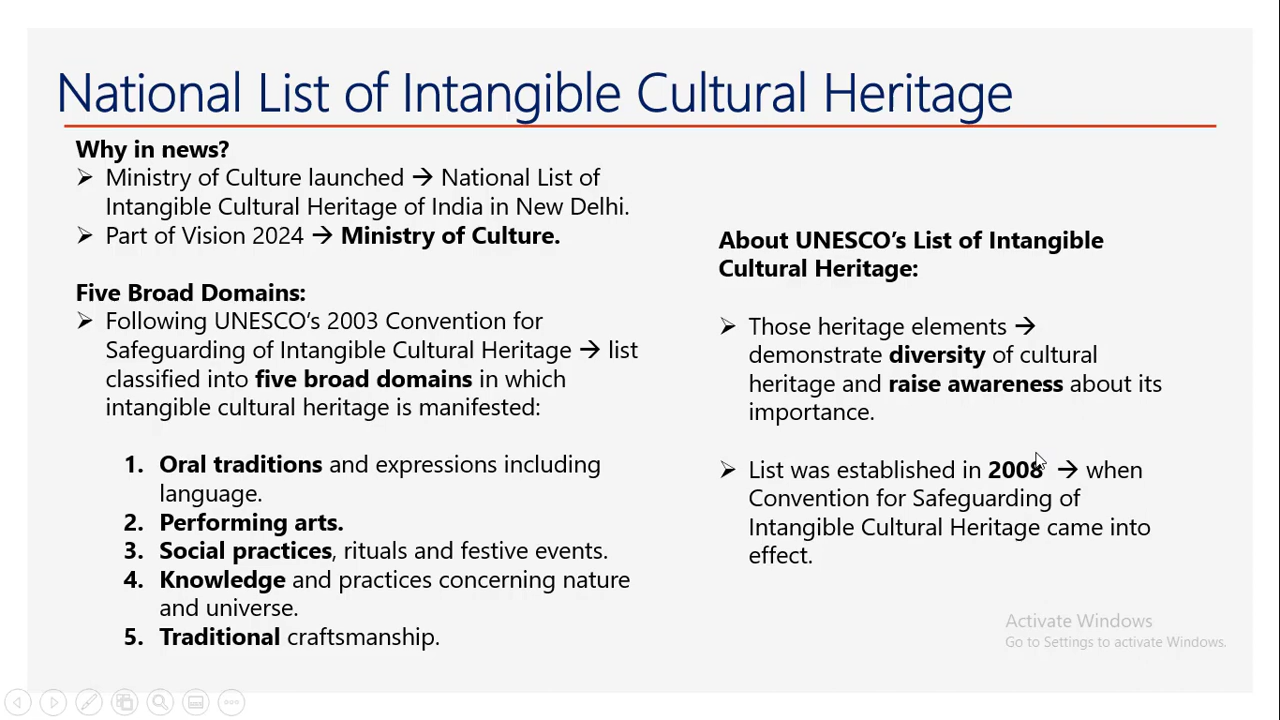 National List of Intangible Cultural Heritage
Why in news?
➢ Ministry of Culture launched → National List of
Intangible Cultural Heritage of India in New Delhi.
➢ Part of Vision 2024 → Ministry of Culture.
Five Broad Domains:
➢ Following UNESCO's 2003 Convention for
Safeguarding of Intangible Cultural Heritage → list
classified into five broad domains in which
intangible cultural heritage is manifested:
1. Oral traditions and expressions including
language.
2. Performing arts.
3. Social practices, rituals and festive events.
4. Knowledge and practices concerning nature
and universe.
5. Traditional craftsmanship.
About UNESCO's List of Intangible
Cultural Heritage:
➢ Those heritage elements →
demonstrate diversity of cultural
heritage and raise awareness about its
importance.
➢ List was established in 2008 → when
Convention for Safeguarding of
Intangible Cultural Heritage came into
effect.
Activate Windows
Go to Settings to activate Windows.